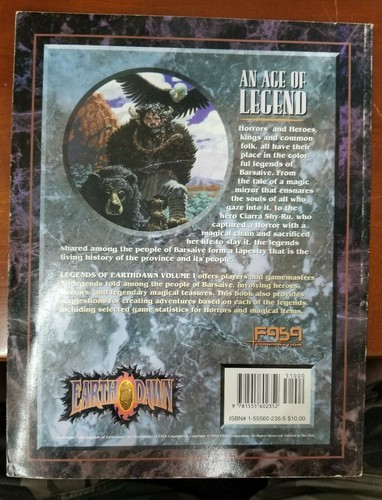 AN AGE OF
LEGEND
Horrors and Heroes,
kings and common
folk, all have their
place in the color-
ful legends of
Barsaive. From
the tale of a magic
mirror that ensnares
the souls of all who
gaze into it, to the
hero Ciarra Shy-Ru, who
captured a horror with a
magical chain and sacrificed
her life to slay it, the legends
shared among the people of Barsaive form a tapestry that is the
living history of the province and its people.
LEGENDS OF EARTHDAWN VOLUME I offers players and gamemasters
legends told among the people of Barsaive, involving heroes,
horrors, and legendary magical treasures. This book also provides
suggestions for creating adventures based on each of the legends,
including selected game statistics for Horrors and magical items.
FASA
CORPORATION
EARTHDAWN
51000
9 781555 602352
ISBN# 1-55560-235-5 $10.00